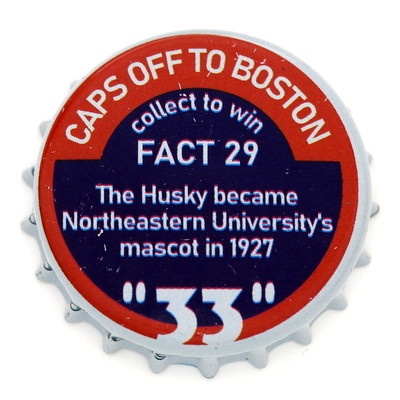 CAPS OFF TO BOSTON
collect to win
FACT 29
The Husky became
Northeastern University's
mascot in 1927
"33"